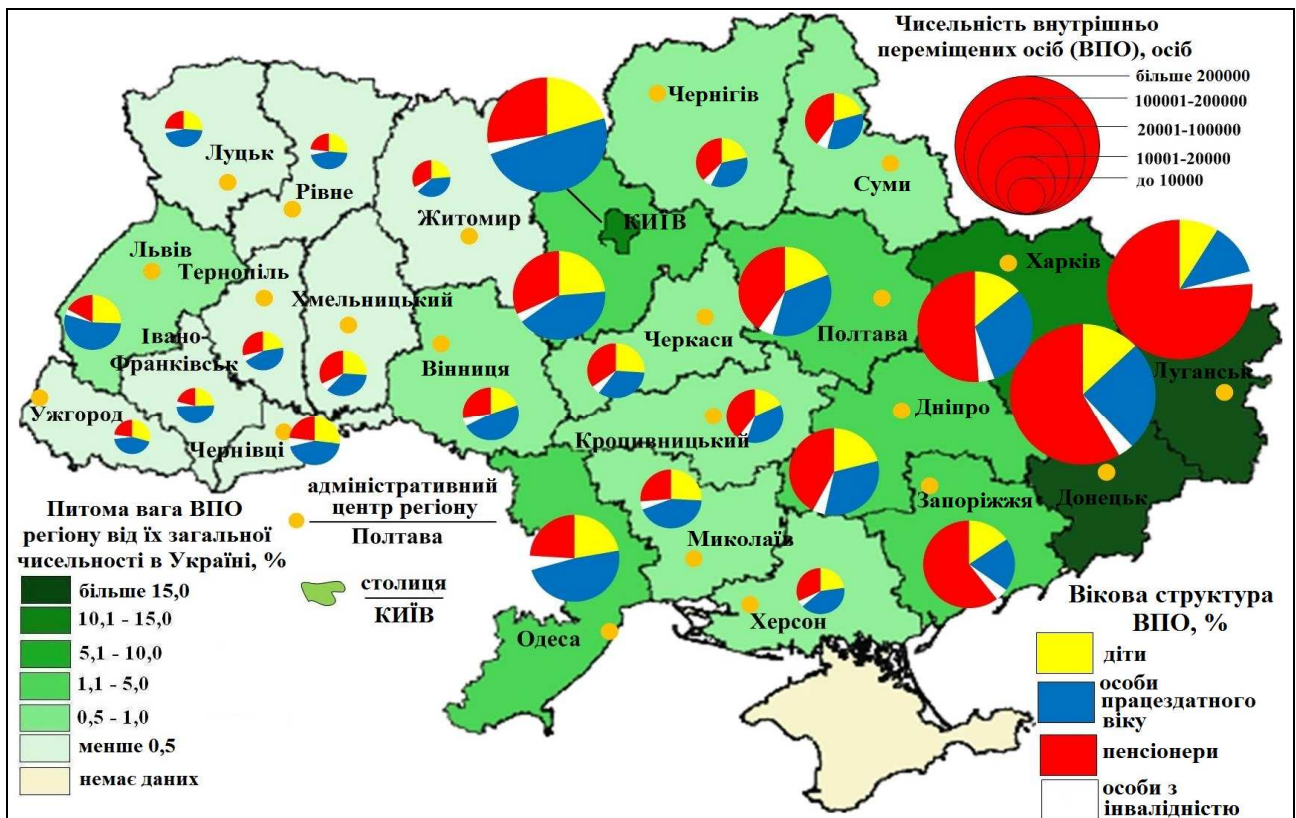 Чисельність внутрішньо
переміщених осіб (ВПО), осіб
більше 200000
100001-200000
20001-100000
10001-20000
до 10000
Чернігів
Луцьк
Суми
Рівне
Житомир
КИЇВ
Львів
Харків
Тернопіль
Хмельницький
Полтава
Черкаси
Івано-
Франківськ
Вінниця
Луганськ
Ужгород
Дніпро
Кропивницький
Чернівці
Донецьк
Запоріжжя
Миколаїв
Херсон
Одеса
адміністративний
центр регіону
Полтава
столиця
КИЇВ
Питома вага ВПО
регіону від їх загальної
чисельності в Україні, %
більше 15,0
10,1 - 15,0
5,1 - 10,0
1,1 - 5,0
0,5 - 1,0
менше 0,5
немає даних
Вікова структура
ВПО, %
діти
особи
працездатного
віку
пенсіонери
особи з
інвалідністю